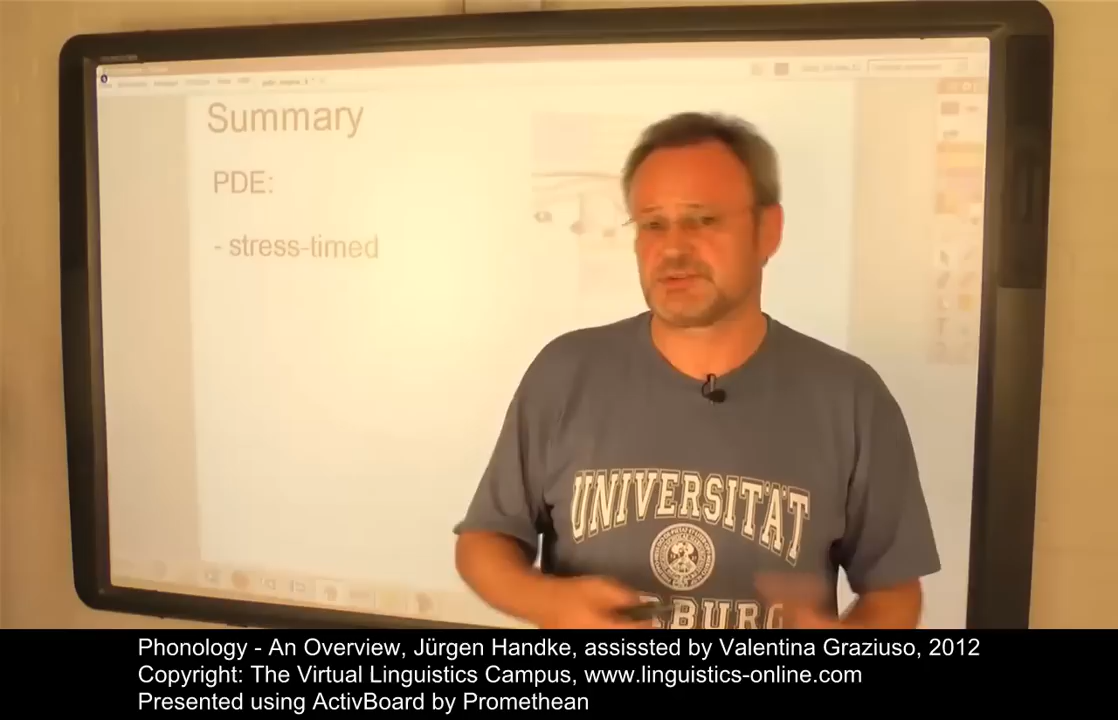 Summary
PDE:
- stress-timed
UNIVERSITÄT
Phonology - An Overview, Jürgen Handke, assissted by Valentina Graziuso, 2012
Copyright: The Virtual Linguistics Campus, www.linguistics-online.com
Presented using ActivBoard by Promethean